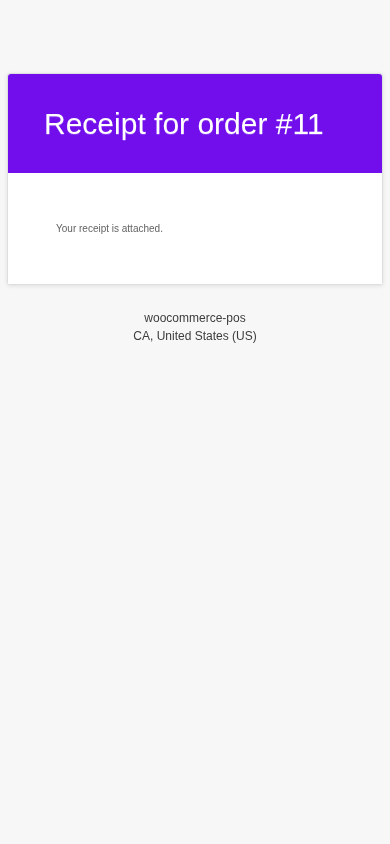 Receipt for order #11
Your receipt is attached.
woocommerce-pos
CA, United States (US)